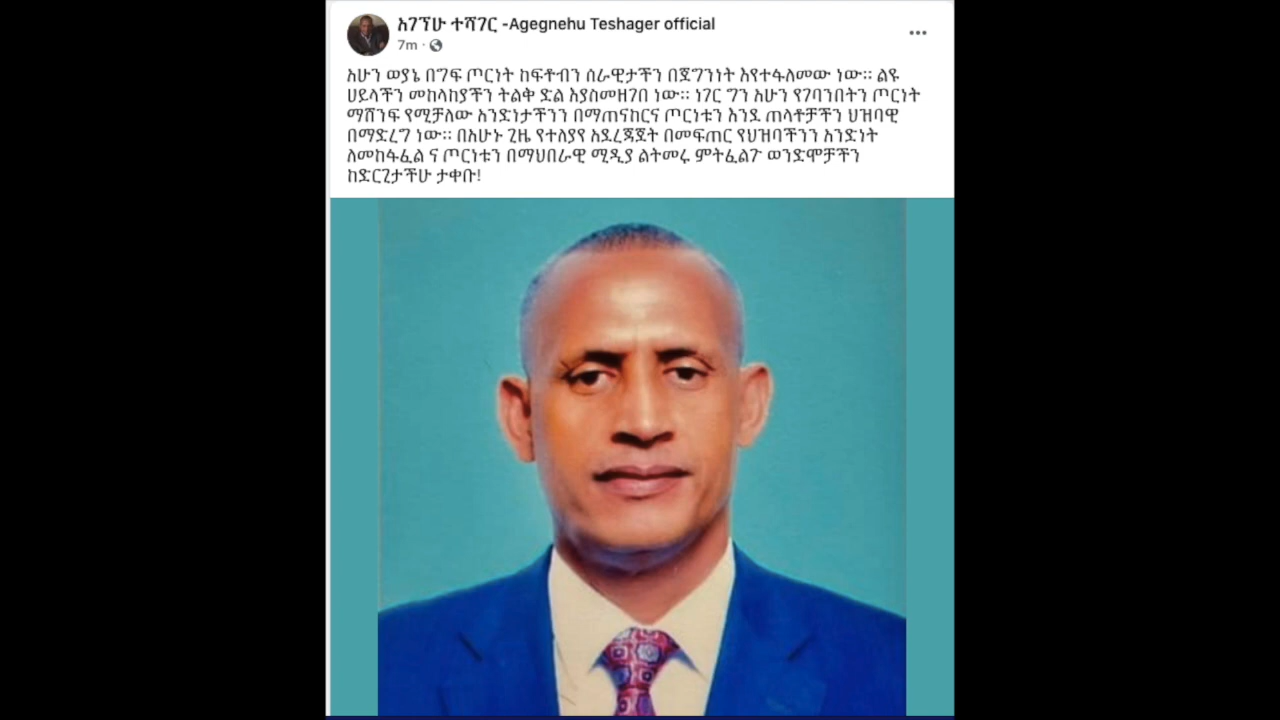 አገኘሁ ተሻገር -Agegnehu Teshager official
7m
አሁን ወያኔ በግፍ ጦርነት ከፍቶብን ሰራዊታችን በጀግንነት እየተፋለመው ነው። ልዩ
ሀይላችን መከላከያችን ትልቅ ድል እያስመዘገበ ነው። ነገር ግን አሁን የገባንበትን ጦርነት
ማሸንፍ የሚቻለው አንድነታችንን በማጠናከርና ጦርነቱን እንደ ጠላቶቻችን ህዝባዊ
በማድረግ ነው። በአሁኑ ጊዜ የተለያየ አደረጃጀት በመፍጠር የህዝባችንን አንድነት
ለመከፋፈል ና ጦርነቱን በማህበራዊ ሚዲያ ልትመሩ ምትፈልጉ ወንድሞቻችን
ከድርጊታችሁ ታቀቡ!